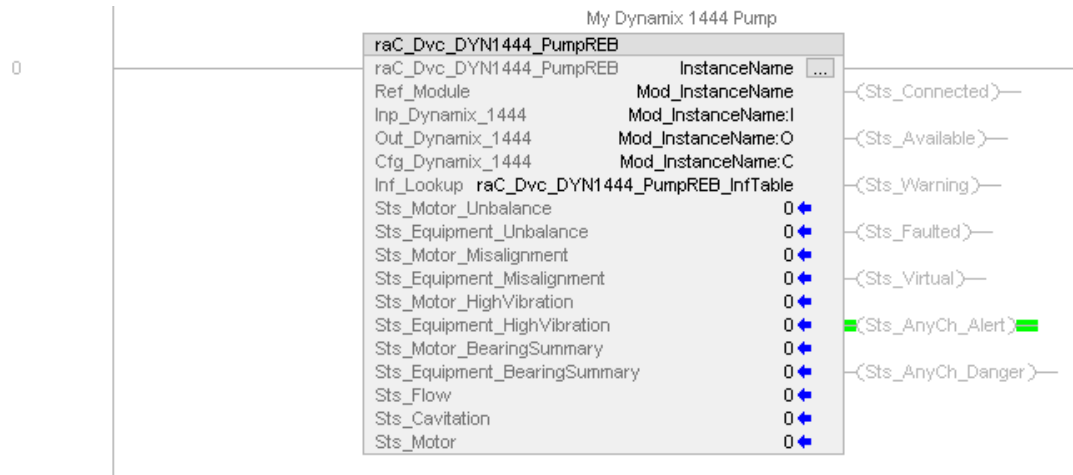 My Dynamix 1444 Pump
raC_Dvc_DYN1444_PumpREB
0
raC_Dvc_DYN1444_PumpREB InstanceName ...
Ref_Module Mod_InstanceName (Sts_Connected)
Inp_Dynamix_1444 Mod_InstanceName:I
Out_Dynamix_1444 Mod_InstanceName:O (Sts_Available)
Cfg_Dynamix_1444 Mod_InstanceName:C
Inf_Lookup raC_Dvc_DYN1444_PumpREB_InfTable (Sts_Warning)
Sts_Motor_Unbalance 0
Sts_Equipment_Unbalance 0 (Sts_Faulted)
Sts_Motor_Misalignment 0
Sts_Equipment_Misalignment 0 (Sts_Virtual)
Sts_Motor_HighVibration 0
Sts_Equipment_HighVibration 0 (Sts_AnyCh_Alert)
Sts_Motor_BearingSummary 0
Sts_Equipment_BearingSummary 0 (Sts_AnyCh_Danger)
Sts_Flow 0
Sts_Cavitation 0
Sts_Motor 0